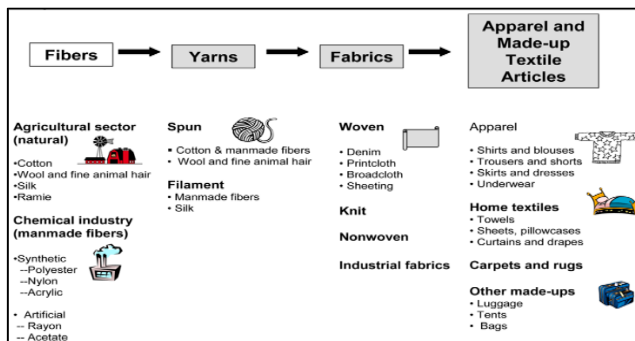 Fibers
Yarns
Fabrics
Apparel and
Made-up
Textile
Articles
Agricultural sector
(natural)
•Cotton
•Wool and fine animal hair
•Silk
•Ramie
Chemical industry
(manmade fibers)
•Synthetic
--Polyester
--Nylon
--Acrylic
• Artificial
-- Rayon
-- Acetate
Spun
▪ Cotton & manmade fibers
• Wool and fine animal hair
Filament
• Manmade fibers
• Silk
Woven
• Denim
• Printcloth
• Broadcloth
• Sheeting
Knit
Nonwoven
Industrial fabrics
Apparel
• Shirts and blouses
• Trousers and shorts
• Skirts and dresses
• Underwear
Home textiles
• Towels
• Sheets, pillowcases
• Curtains and drapes
Carpets and rugs
Other made-ups
• Luggage
• Tents
• Bags